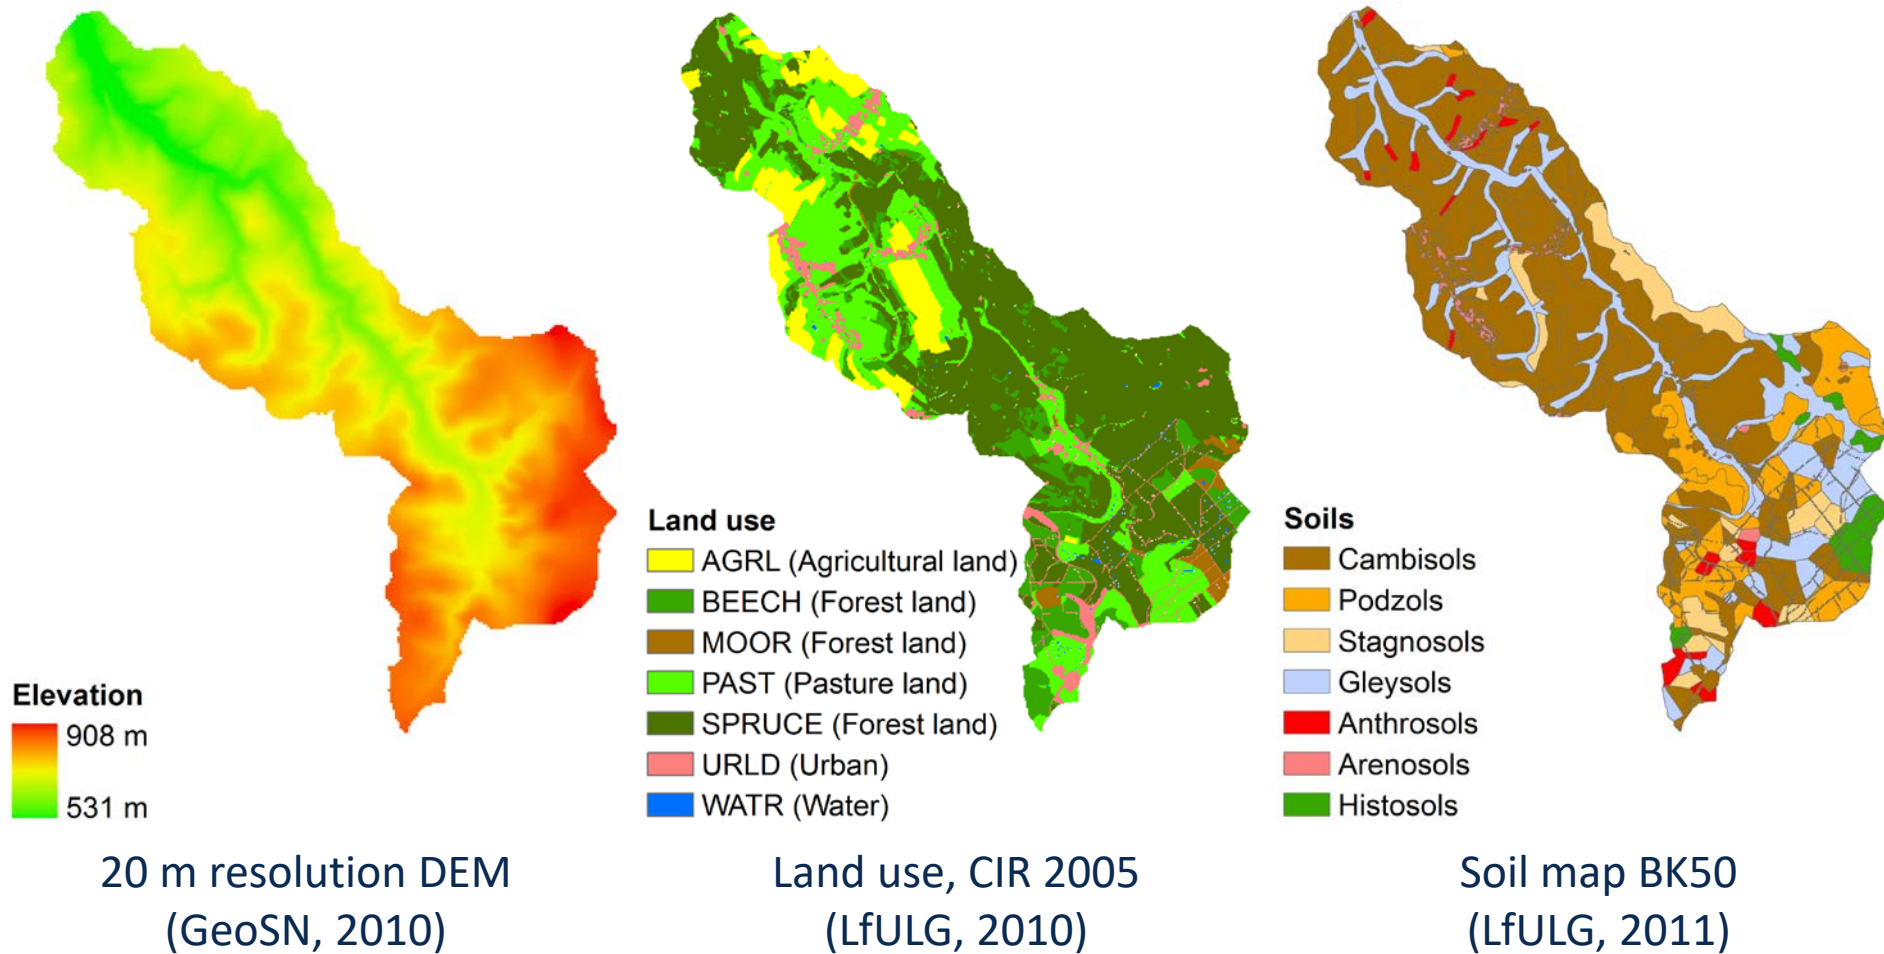 Elevation
908 m
531 m
20 m resolution DEM
(GeoSN, 2010)
Land use
AGRL (Agricultural land)
BEECH (Forest land)
MOOR (Forest land)
PAST (Pasture land)
SPRUCE (Forest land)
URLD (Urban)
WATR (Water)
Land use, CIR 2005
(LfULG, 2010)
Soils
Cambisols
Podzols
Stagnosols
Gleysols
Anthrosols
Arenosols
Histosols
Soil map BK50
(LfULG, 2011)